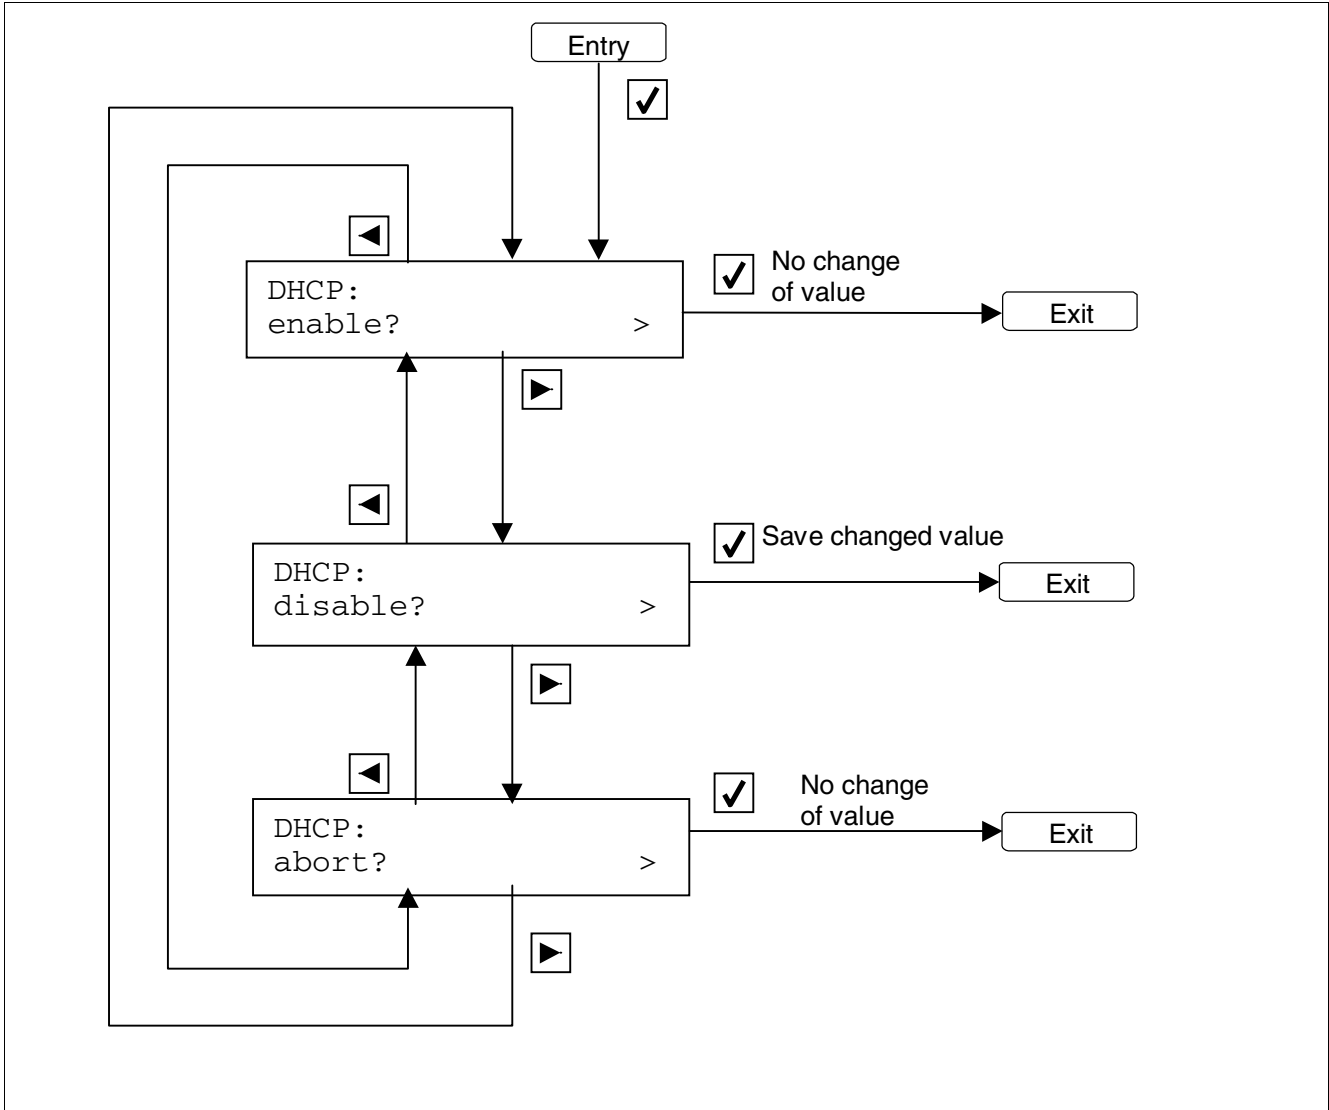 Entry
No change
of value
DHCP:
enable? >
Exit
Save changed value
DHCP:
disable? >
Exit
No change
of value
DHCP:
abort? >
Exit